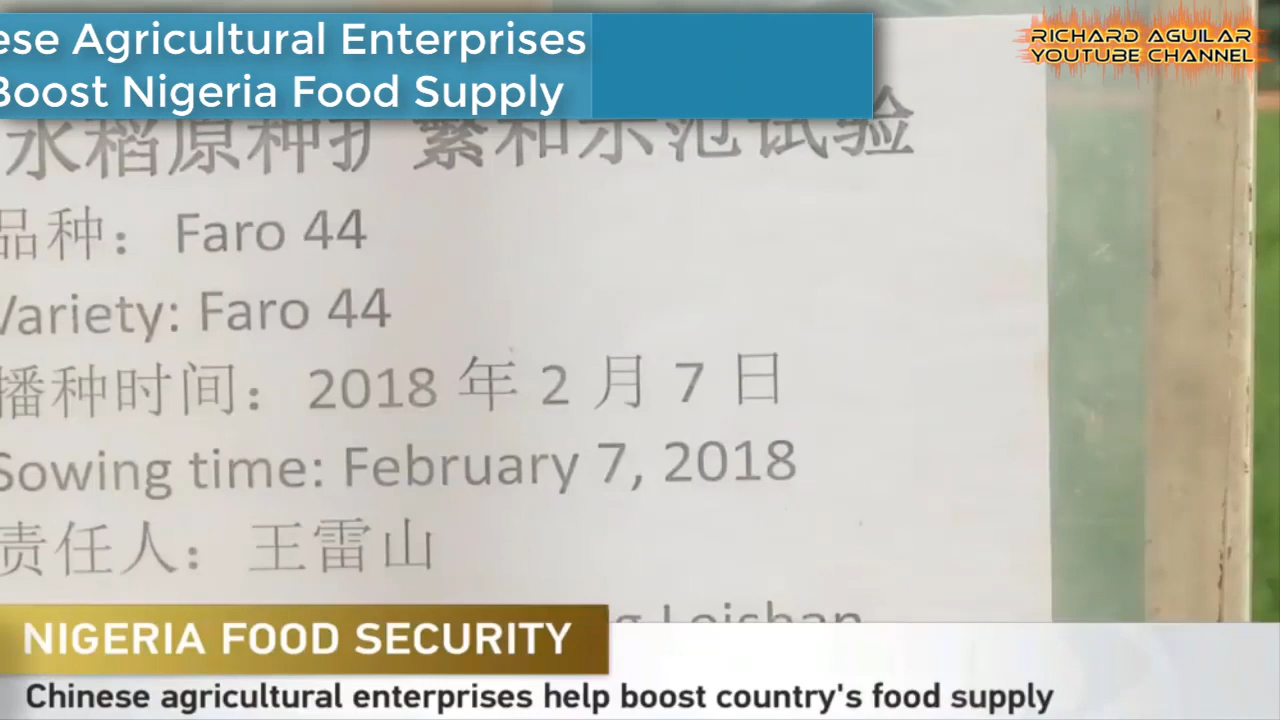 ese Agricultural Enterprises
Boost Nigeria Food Supply
RICHARD AGUILAR
YOUTUBE CHANNEL
水稻原种扩繁和示范试验
品种： Faro 44
Variety: Faro 44
播种时间： 2018 年 2 月 7 日
Sowing time: February 7, 2018
责任人： 王雷山
Leishan
NIGERIA FOOD SECURITY
Chinese agricultural enterprises help boost country's food supply